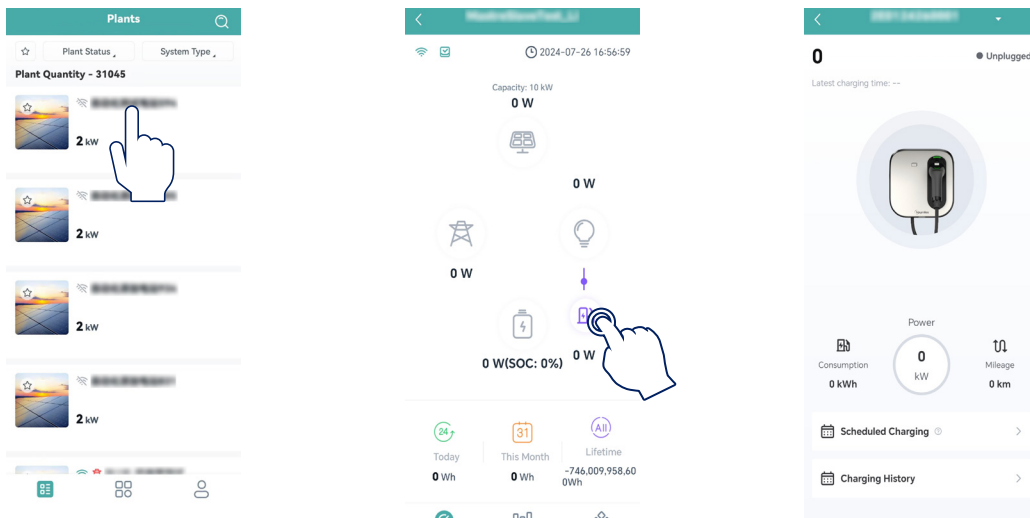 Plants
Plant Status
System Type
Plant Quantity - 31045
2 kW
2 kW
2 kW
2 kW
2024-07-26 16:56:59
Capacity: 10 kW
0 W
0 W
0 W
0 W(SOC: 0%)
0 W
24
31
All
Today
This Month
Lifetime
0 Wh
0 Wh
-746,009,958,60
0Wh
0
Unplugged
Latest charging time: --
Power
0
kW
Consumption
0 kWh
Mileage
0 km
Scheduled Charging
Charging History